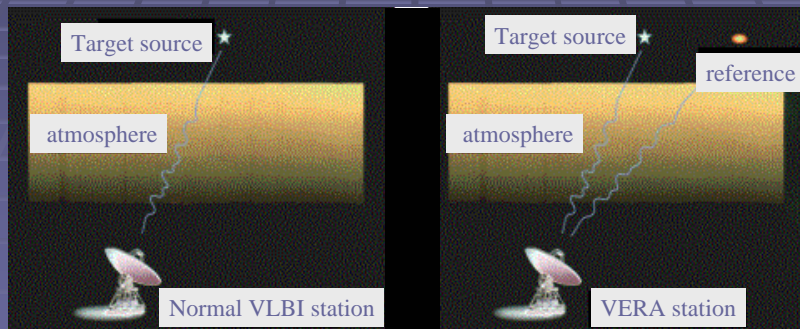 Target source
atmosphere
Normal VLBI station
Target source
reference
atmosphere
VERA station